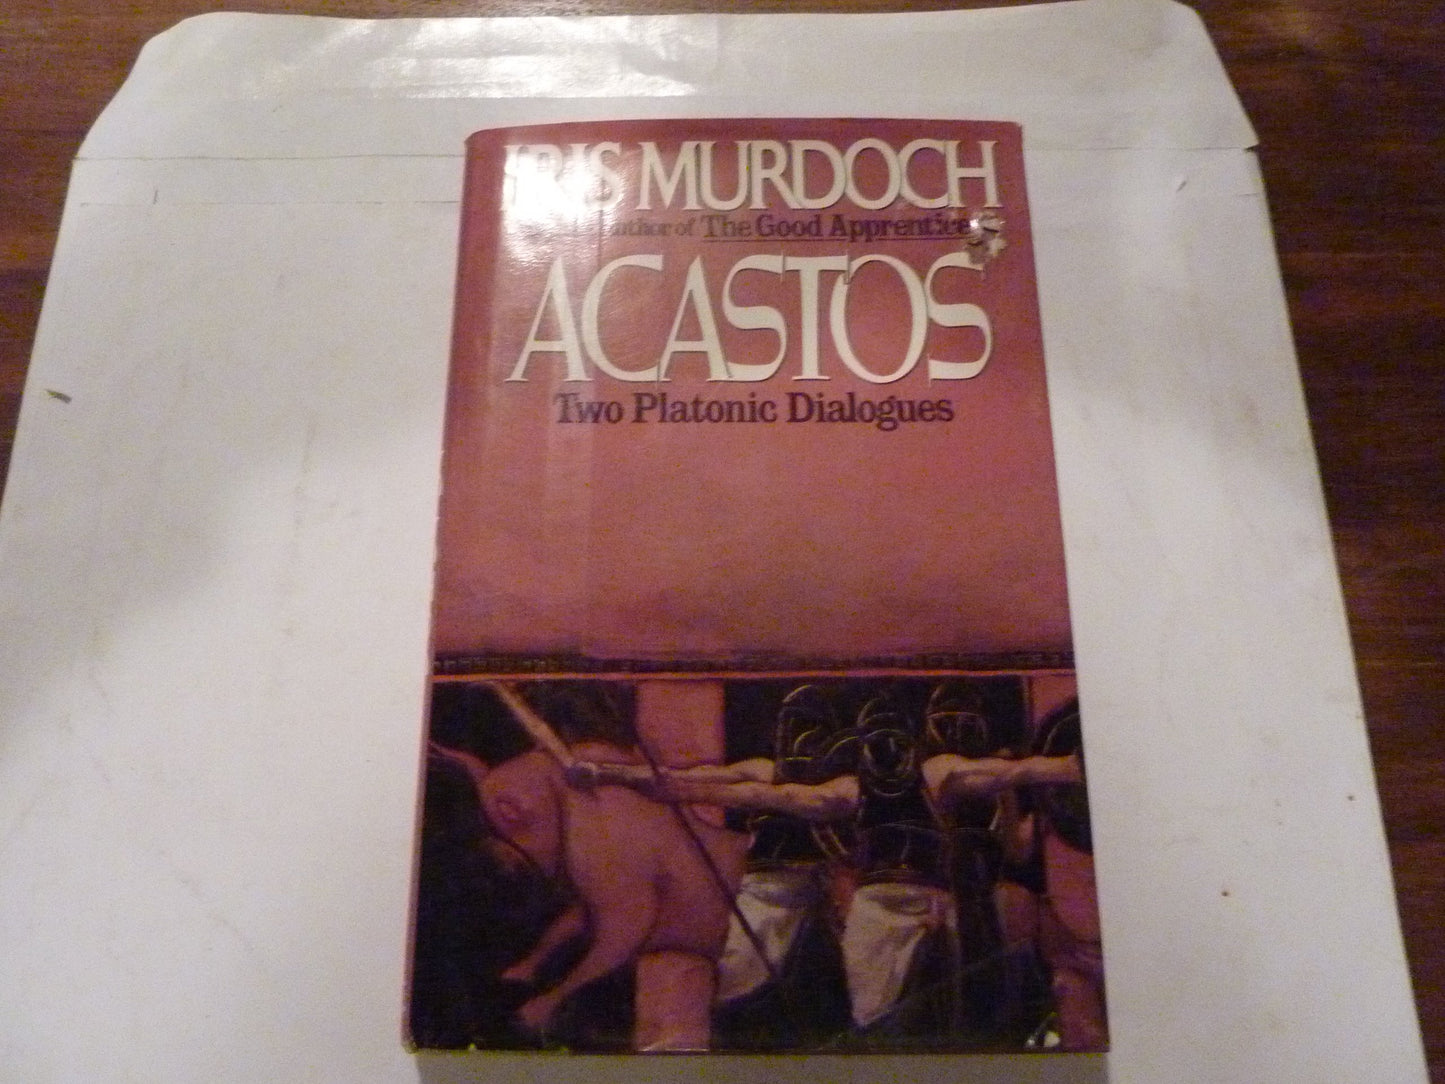 IRIS MURDOCH
Author of The Good Apprentice
ACASTOS
Two Platonic Dialogues